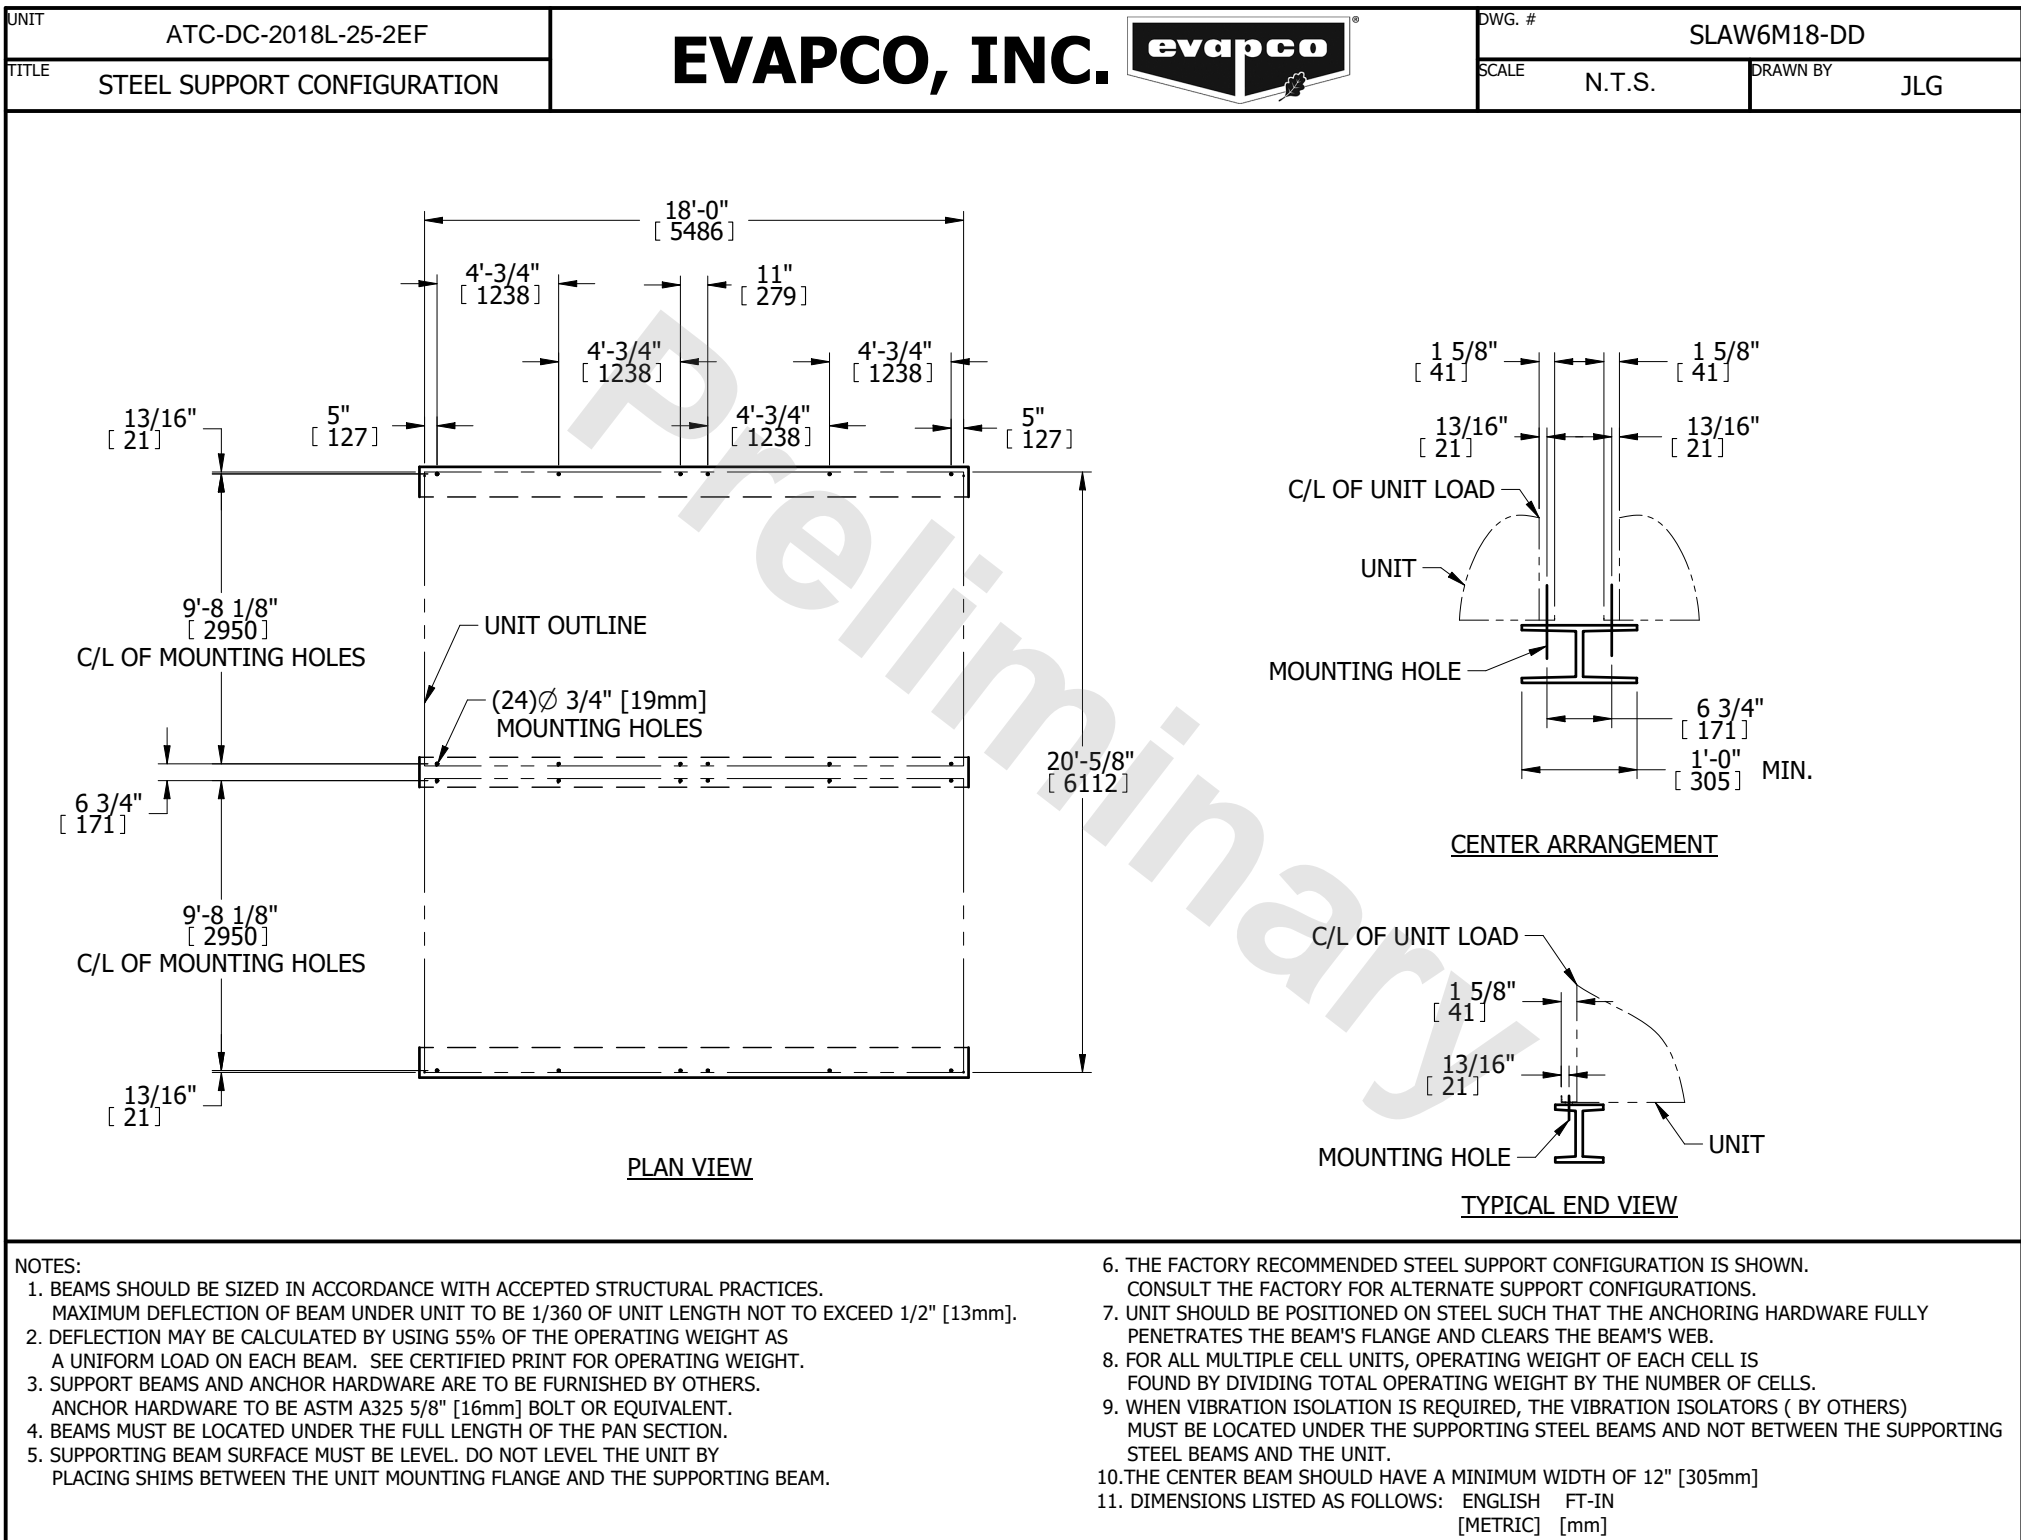 UNIT
ATC-DC-2018L-25-2EF
TITLE
STEEL SUPPORT CONFIGURATION
EVAPCO, INC.
evapco
®
DWG. #
SLAW6M18-DD
SCALE
N.T.S.
DRAWN BY
JLG
18'-0"
[ 5486 ]
4'-3/4"
[ 1238 ]
11"
[ 279 ]
4'-3/4"
[ 1238 ]
4'-3/4"
[ 1238 ]
13/16"
[ 21 ]
5"
[ 127 ]
4'-3/4"
[ 1238 ]
5"
[ 127 ]
9'-8 1/8"
[ 2950 ]
C/L OF MOUNTING HOLES
UNIT OUTLINE
(24)Ø 3/4" [19mm]
MOUNTING HOLES
6 3/4"
[ 171 ]
20'-5/8"
[ 6112 ]
9'-8 1/8"
[ 2950 ]
C/L OF MOUNTING HOLES
13/16"
[ 21 ]
PLAN VIEW
Preliminary
1 5/8"
[ 41 ]
1 5/8"
[ 41 ]
13/16"
[ 21 ]
13/16"
[ 21 ]
C/L OF UNIT LOAD
UNIT
MOUNTING HOLE
6 3/4"
[ 171 ]
1'-0"
[ 305 ] MIN.
CENTER ARRANGEMENT
C/L OF UNIT LOAD
1 5/8"
[ 41 ]
13/16"
[ 21 ]
MOUNTING HOLE
UNIT
TYPICAL END VIEW
NOTES:
1. BEAMS SHOULD BE SIZED IN ACCORDANCE WITH ACCEPTED STRUCTURAL PRACTICES.
MAXIMUM DEFLECTION OF BEAM UNDER UNIT TO BE 1/360 OF UNIT LENGTH NOT TO EXCEED 1/2" [13mm].
2. DEFLECTION MAY BE CALCULATED BY USING 55% OF THE OPERATING WEIGHT AS
A UNIFORM LOAD ON EACH BEAM. SEE CERTIFIED PRINT FOR OPERATING WEIGHT.
3. SUPPORT BEAMS AND ANCHOR HARDWARE ARE TO BE FURNISHED BY OTHERS.
ANCHOR HARDWARE TO BE ASTM A325 5/8" [16mm] BOLT OR EQUIVALENT.
4. BEAMS MUST BE LOCATED UNDER THE FULL LENGTH OF THE PAN SECTION.
5. SUPPORTING BEAM SURFACE MUST BE LEVEL. DO NOT LEVEL THE UNIT BY
PLACING SHIMS BETWEEN THE UNIT MOUNTING FLANGE AND THE SUPPORTING BEAM.
6. THE FACTORY RECOMMENDED STEEL SUPPORT CONFIGURATION IS SHOWN.
CONSULT THE FACTORY FOR ALTERNATE SUPPORT CONFIGURATIONS.
7. UNIT SHOULD BE POSITIONED ON STEEL SUCH THAT THE ANCHORING HARDWARE FULLY
PENETRATES THE BEAM'S FLANGE AND CLEARS THE BEAM'S WEB.
8. FOR ALL MULTIPLE CELL UNITS, OPERATING WEIGHT OF EACH CELL IS
FOUND BY DIVIDING TOTAL OPERATING WEIGHT BY THE NUMBER OF CELLS.
9. WHEN VIBRATION ISOLATION IS REQUIRED, THE VIBRATION ISOLATORS ( BY OTHERS)
MUST BE LOCATED UNDER THE SUPPORTING STEEL BEAMS AND NOT BETWEEN THE SUPPORTING
STEEL BEAMS AND THE UNIT.
10.THE CENTER BEAM SHOULD HAVE A MINIMUM WIDTH OF 12" [305mm]
11. DIMENSIONS LISTED AS FOLLOWS: ENGLISH FT-IN
[METRIC] [mm]